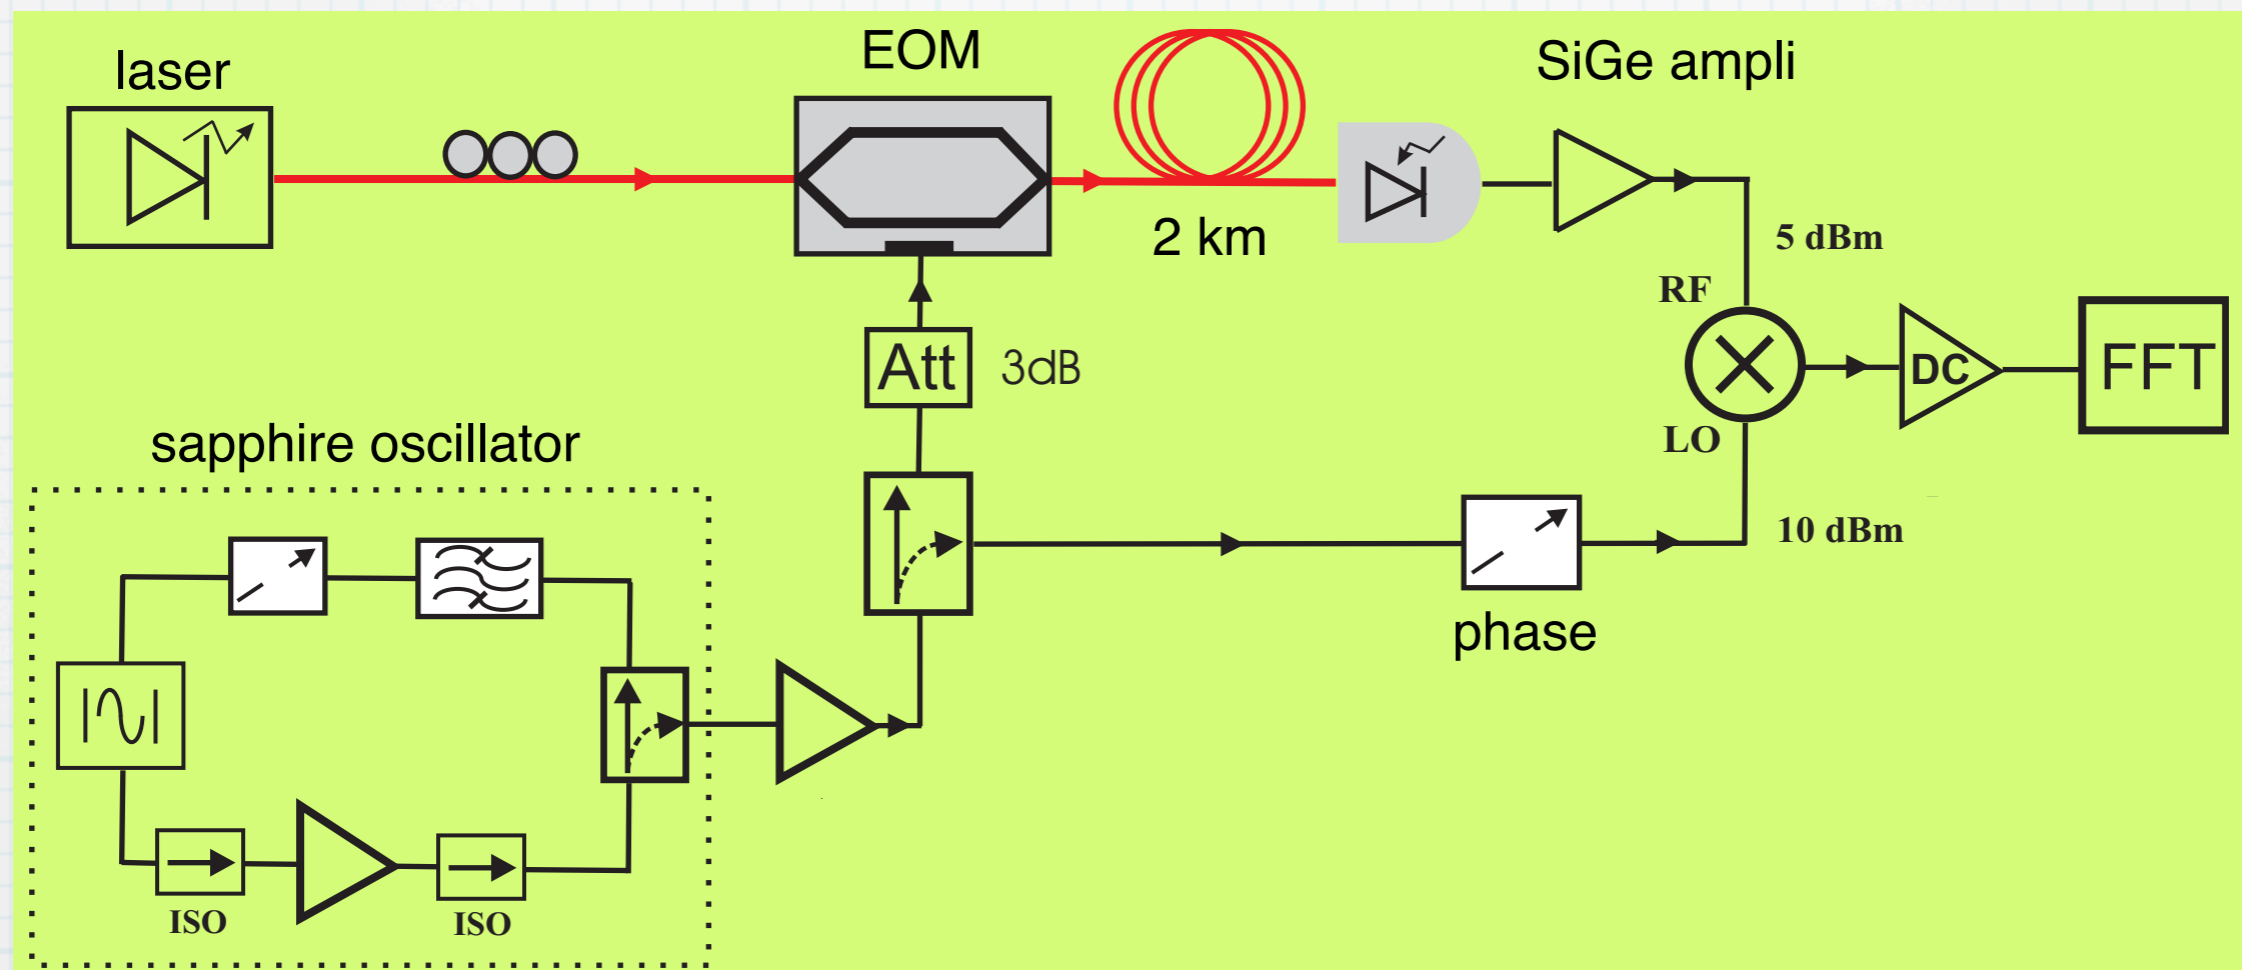 laser
EOM
SiGe ampli
2 km
5 dBm
RF
Att
3dB
DC
FFT
LO
sapphire oscillator
10 dBm
phase
ISO
ISO